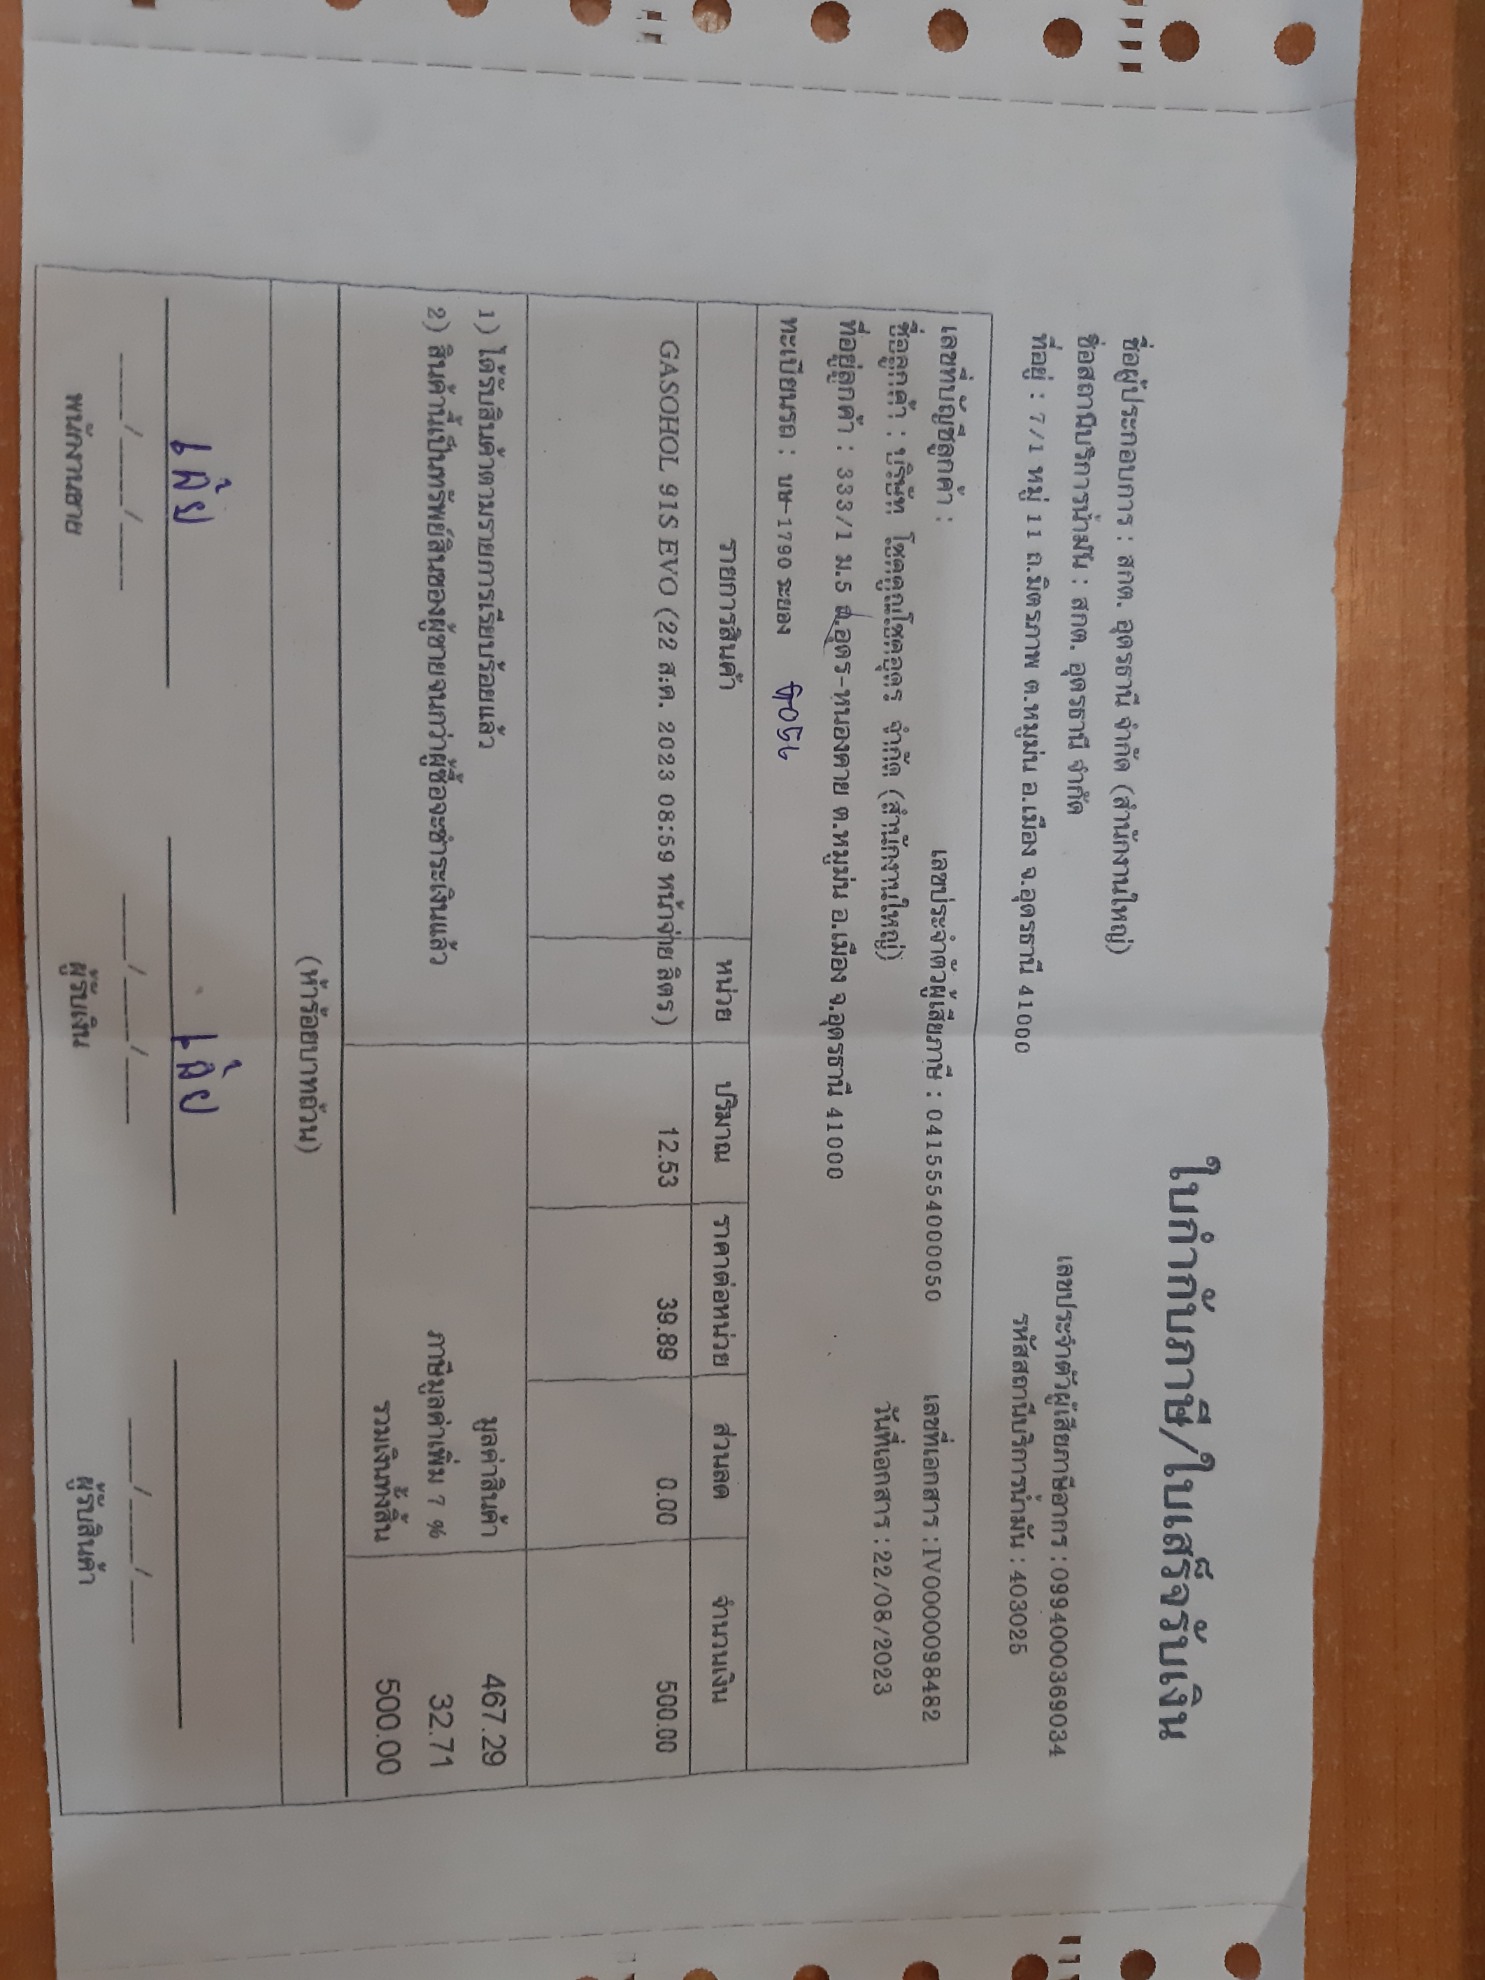 ใบกำกับภาษี/ใบเสร็จรับเงิน
ชื่อผู้ประกอบการ : สกต. อุดรธานี จำกัด (สำนักงานใหญ่)
เลขประจำตัวผู้เสียภาษีอากร : 0994000369034
ชื่อสถานีบริการน้ำมัน : สกต. อุดรธานี จำกัด
รหัสสถานีบริการน้ำมัน : 403025
ที่อยู่ : 7/1 หมู่ 11 ถ.มิตรภาพ ต.หมูม่น อ.เมือง จ.อุดรธานี 41000
เลขที่บัญชีลูกค้า : เลขประจำตัวผู้เสียภาษี : 0415554000050 เลขที่เอกสาร : IV0000098482
ชื่อลูกค้า : บริษัท โชคคูณโชคอุดร จำกัด (สำนักงานใหญ่) วันที่เอกสาร : 22/08/2023
ที่อยู่ลูกค้า : 333/1 ม.5 ถ.อุดร-หนองคาย ต.หมูม่น อ.เมือง จ.อุดรธานี 41000
ทะเบียนรถ : บษ-1790 ระยอง
รายการสินค้า หน่วย ปริมาณ ราคาต่อหน่วย ส่วนลด จำนวนเงิน
GASOHOL 91S EVO (22 ส.ค. 2023 08:59 หน้าจ่าย ลิตร) 12.53 39.89 0.00 500.00
1) ได้รับสินค้าตามรายการเรียบร้อยแล้ว มูลค่าสินค้า 467.29
2) สินค้านี้เป็นทรัพย์สินของผู้ขายจนกว่าผู้ซื้อจะชำระเงินแล้ว ภาษีมูลค่าเพิ่ม 7 % 32.71
รวมเงินทั้งสิ้น 500.00
(ห้าร้อยบาทถ้วน)
___/___/___ ___/___/___ ___/___/___
พนักงานขาย ผู้รับเงิน ผู้รับสินค้า